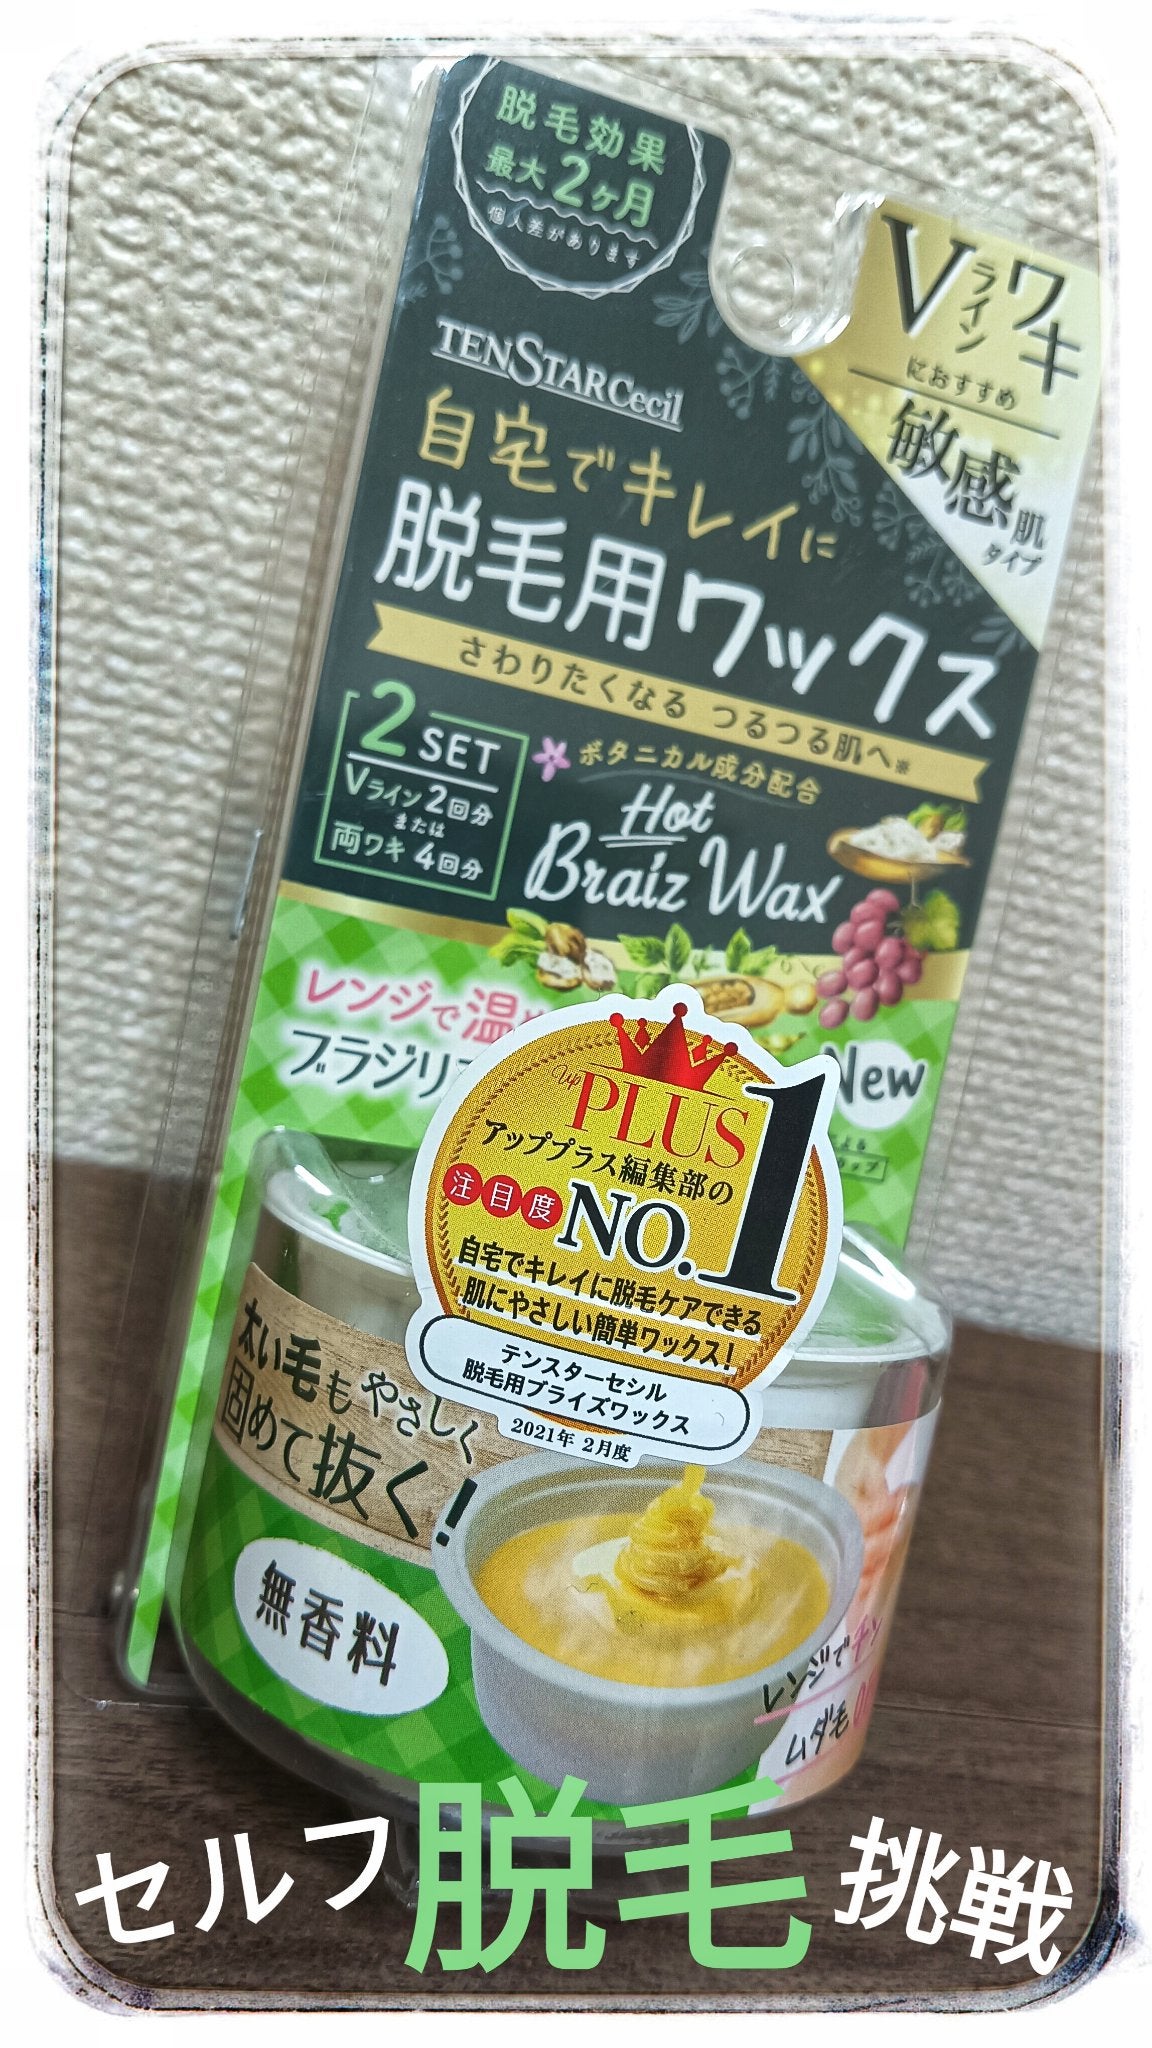 脱毛効果
最大2ヶ月
個人差があります
Vライン
ワキ
におすすめ
敏感肌
タイプ
TENSTAR Cecil
自宅でキレイに
脱毛用ワックス
さわりたくなる つるつる肌へ※
2SET
Vライン2回分
または
両ワキ 4回分
ボタニカル成分配合
Hot
Braiz Wax
レンジで温め
ブラジリア
New
Up PLUS
アッププラス編集部の
注目度 NO.1
自宅でキレイに脱毛ケアできる
肌にやさしい簡単ワックス!
テンスターセシル
脱毛用ブライズワックス
2021年 2月度
太い毛もやさしく
固めて抜く!
無香料
レンジでチン
ムダ毛
セルフ脱毛挑戦